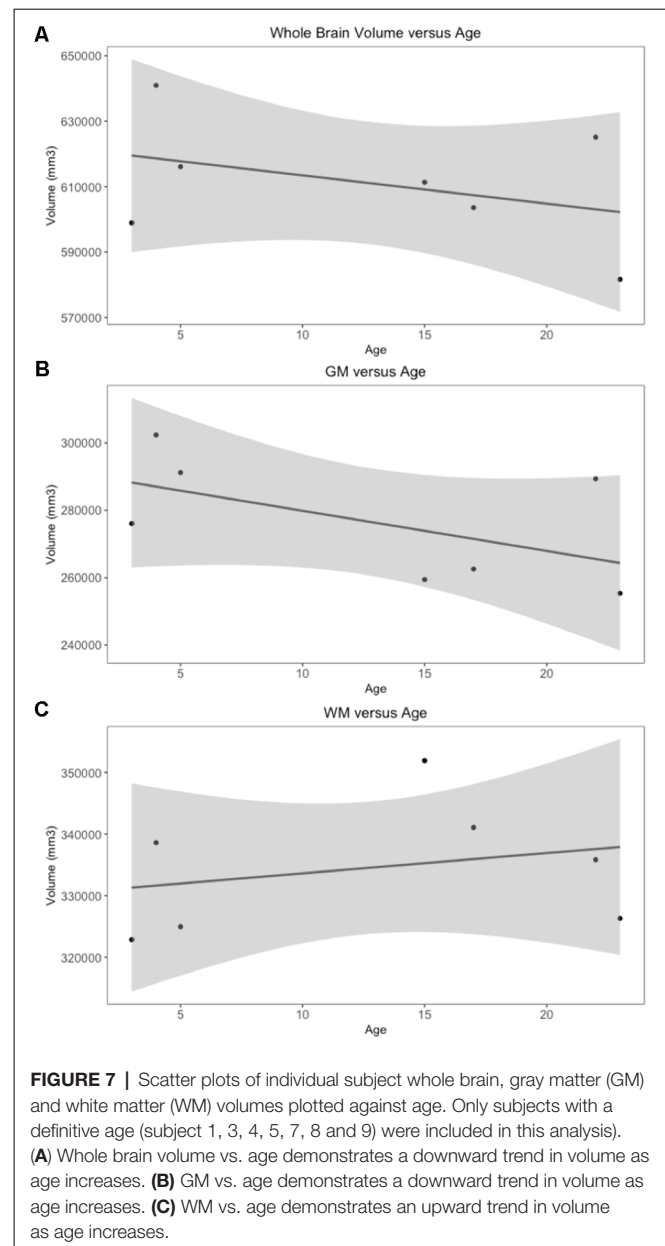 A
Whole Brain Volume versus Age
650000
630000
610000
590000
570000
Volume (mm3)
5 10 15 20
Age
B
GM versus Age
300000
280000
260000
240000
Volume (mm3)
5 10 15 20
Age
C
WM versus Age
350000
340000
330000
320000
Volume (mm3)
5 10 15 20
Age
FIGURE 7 | Scatter plots of individual subject whole brain, gray matter (GM)
and white matter (WM) volumes plotted against age. Only subjects with a
definitive age (subject 1, 3, 4, 5, 7, 8 and 9) were included in this analysis).
(A) Whole brain volume vs. age demonstrates a downward trend in volume as
age increases. (B) GM vs. age demonstrates a downward trend in volume as
age increases. (C) WM vs. age demonstrates an upward trend in volume
as age increases.